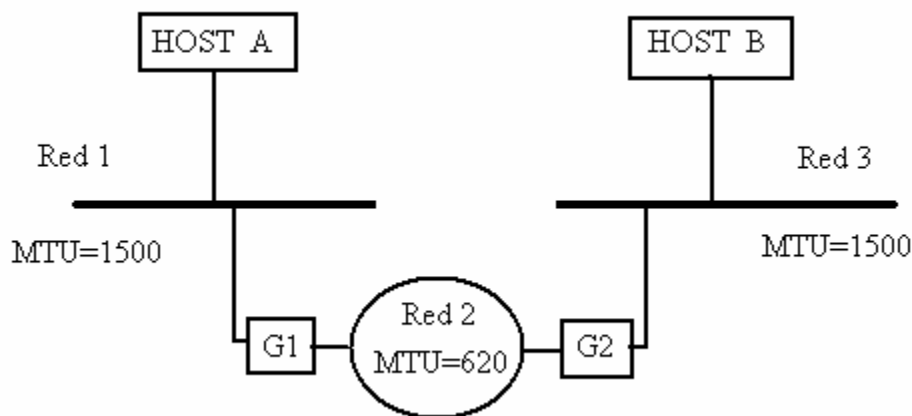 HOST A
HOST B
Red 1
Red 3
MTU=1500
MTU=1500
Red 2
G1
G2
MTU=620